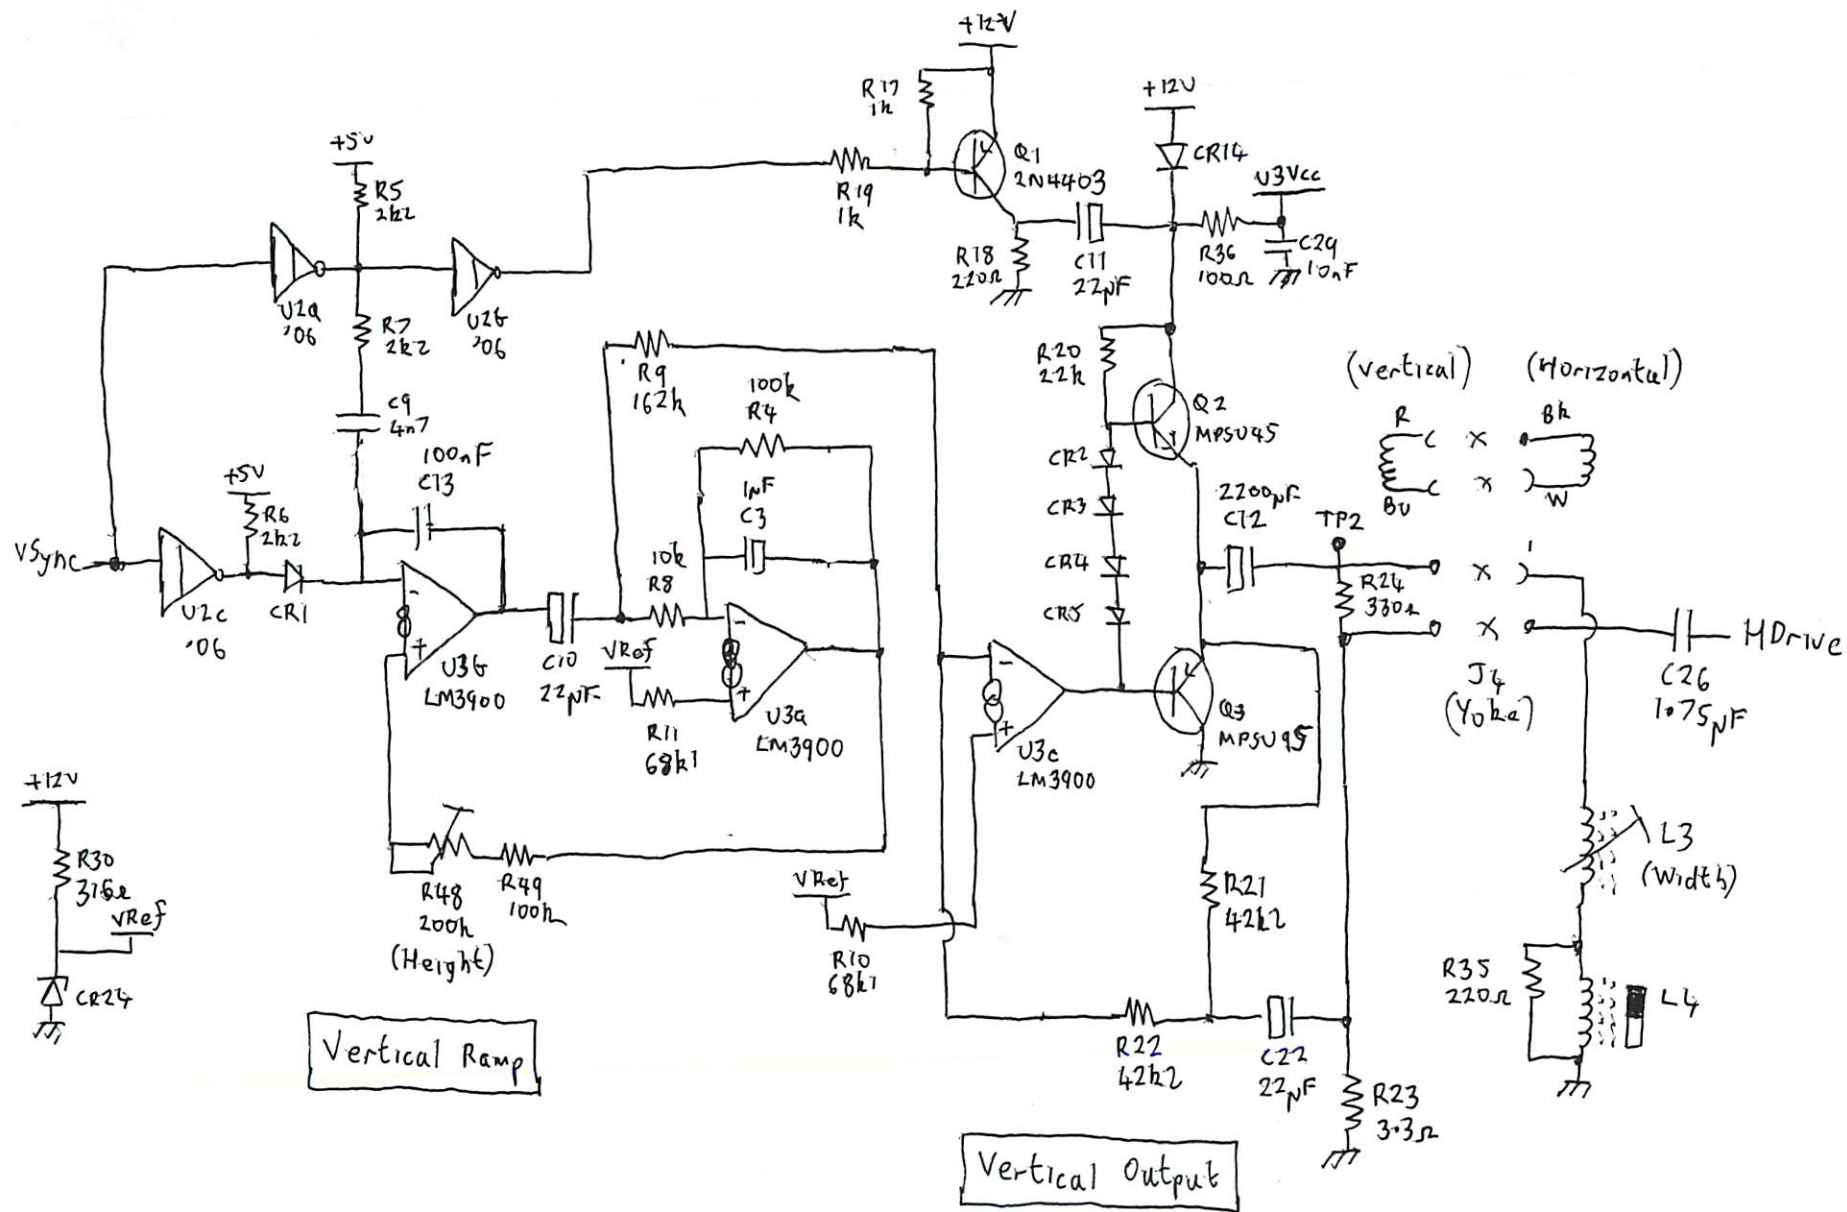 +12V
R17
1k
+12V
CR14
Q1
2N4403
U3Vcc
+5V
R5
2k2
R19
1k
R18
220Ω
C11
22µF
R36
100Ω
C29
10nF
U2a
'06
R7
2k2
U2b
'06
R9
162k
100k
R4
R20
22k
Q2
MPSU45
(Vertical)
(Horizontal)
R
Bk
Bu
W
C9
4n7
100nF
C13
1µF
C3
CR2
CR3
CR4
CR5
2200µF
C12
TP2
+5V
R6
2k2
VSync
U2c
'06
CR1
-
+
U3b
LM3900
C10
22µF
10k
R8
VRef
R11
68k1
-
+
U3a
LM3900
-
+
U3c
LM3900
Q3
MPSU95
R24
330Ω
J4
(Yoke)
HDrive
C26
1.75µF
+12V
R30
316Ω
VRef
CR24
R48
200k
(Height)
R49
100k
VRef
R10
68k1
R21
42k2
L3
(Width)
R35
220Ω
L4
R22
42k2
C22
22µF
R23
3.3Ω
Vertical Ramp
Vertical Output